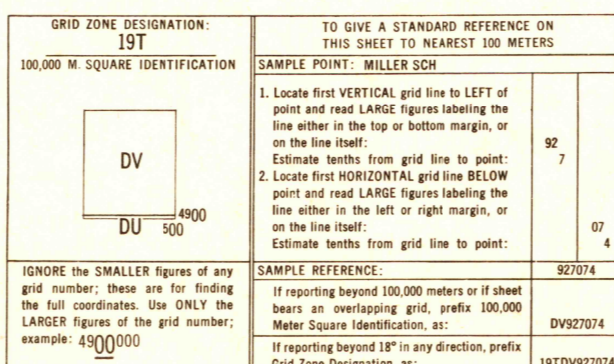 GRID ZONE DESIGNATION:
19T
100,000 M. SQUARE IDENTIFICATION
DV
DU
4900
500
IGNORE the SMALLER figures of any
grid number; these are for finding
the full coordinates. Use ONLY the
LARGER figures of the grid number;
example: 4900000
TO GIVE A STANDARD REFERENCE ON
THIS SHEET TO NEAREST 100 METERS
SAMPLE POINT: MILLER SCH
1. Locate first VERTICAL grid line to LEFT of
point and read LARGE figures labeling the
line either in the top or bottom margin, or
on the line itself: 92
Estimate tenths from grid line to point: 7
2. Locate first HORIZONTAL grid line BELOW
point and read LARGE figures labeling the
line either in the left or right margin, or
on the line itself: 07
Estimate tenths from grid line to point: 4
SAMPLE REFERENCE: 927074
If reporting beyond 100,000 meters or if sheet
bears an overlapping grid, prefix 100,000
Meter Square Identification, as: DV927074
If reporting beyond 18° in any direction, prefix
Grid Zone Designation, as: 19TDV927074